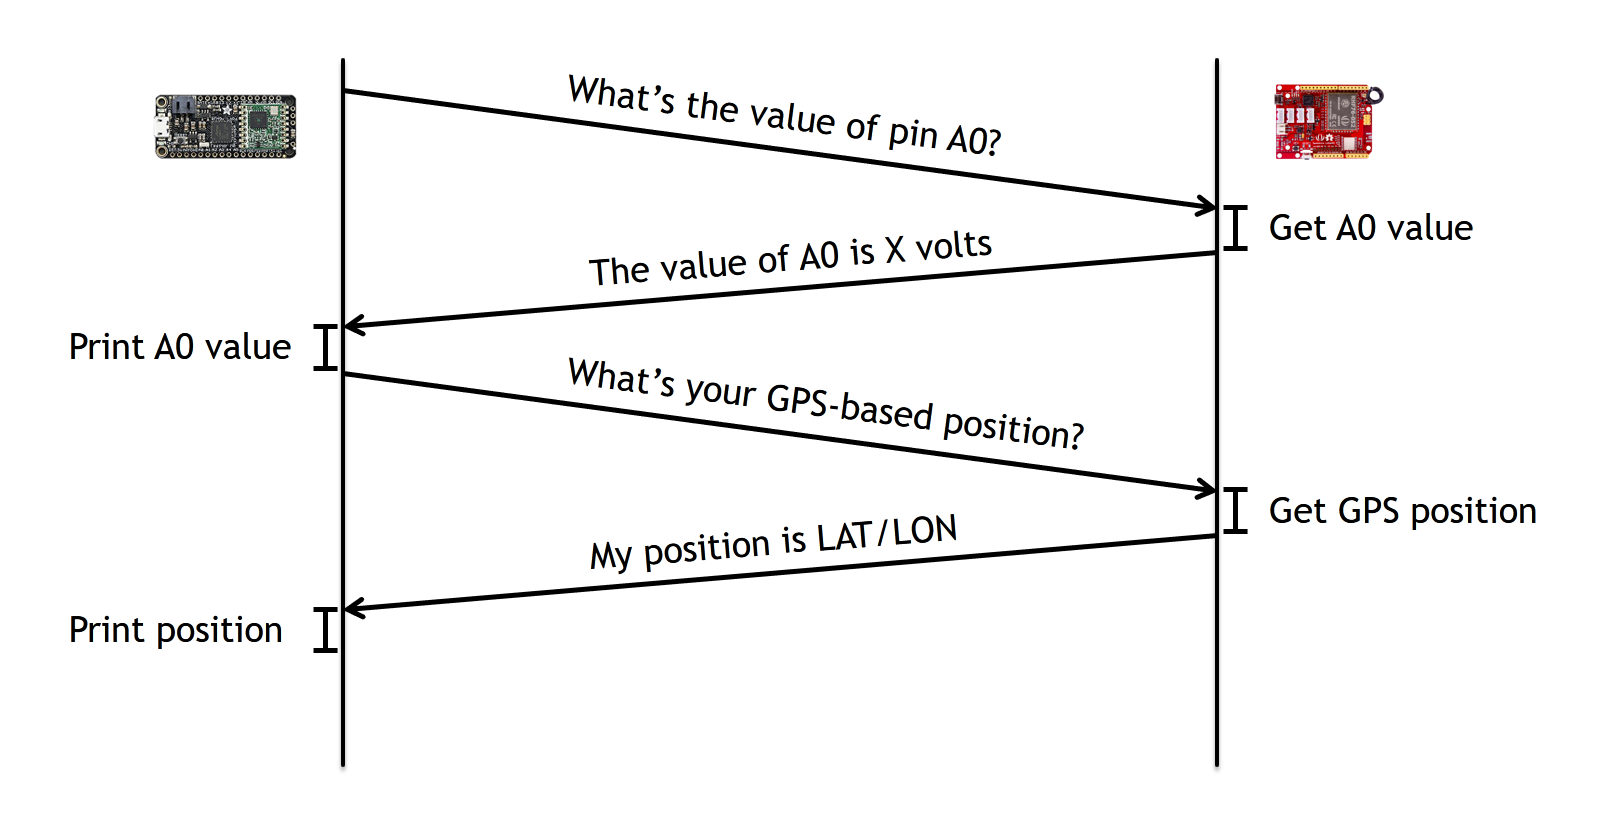 What's the value of pin A0?
Get A0 value
The value of A0 is X volts
Print A0 value
What's your GPS-based position?
Get GPS position
My position is LAT/LON
Print position